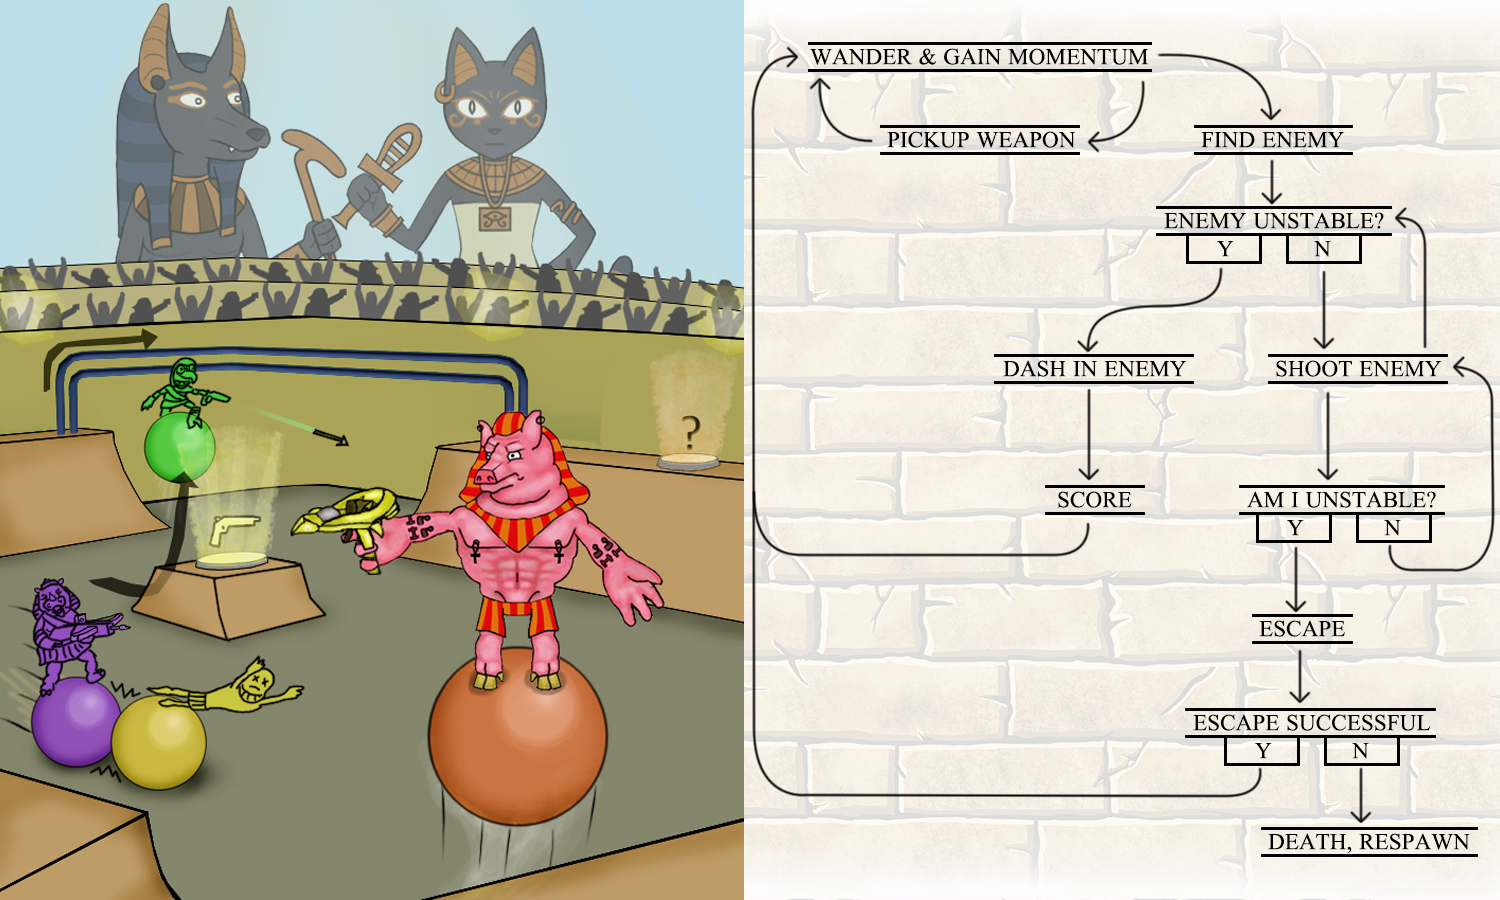 WANDER & GAIN MOMENTUM
PICKUP WEAPON
FIND ENEMY
ENEMY UNSTABLE?
Y N
DASH IN ENEMY
SHOOT ENEMY
SCORE
AM I UNSTABLE?
Y N
ESCAPE
ESCAPE SUCCESSFUL
Y N
DEATH, RESPAWN
?